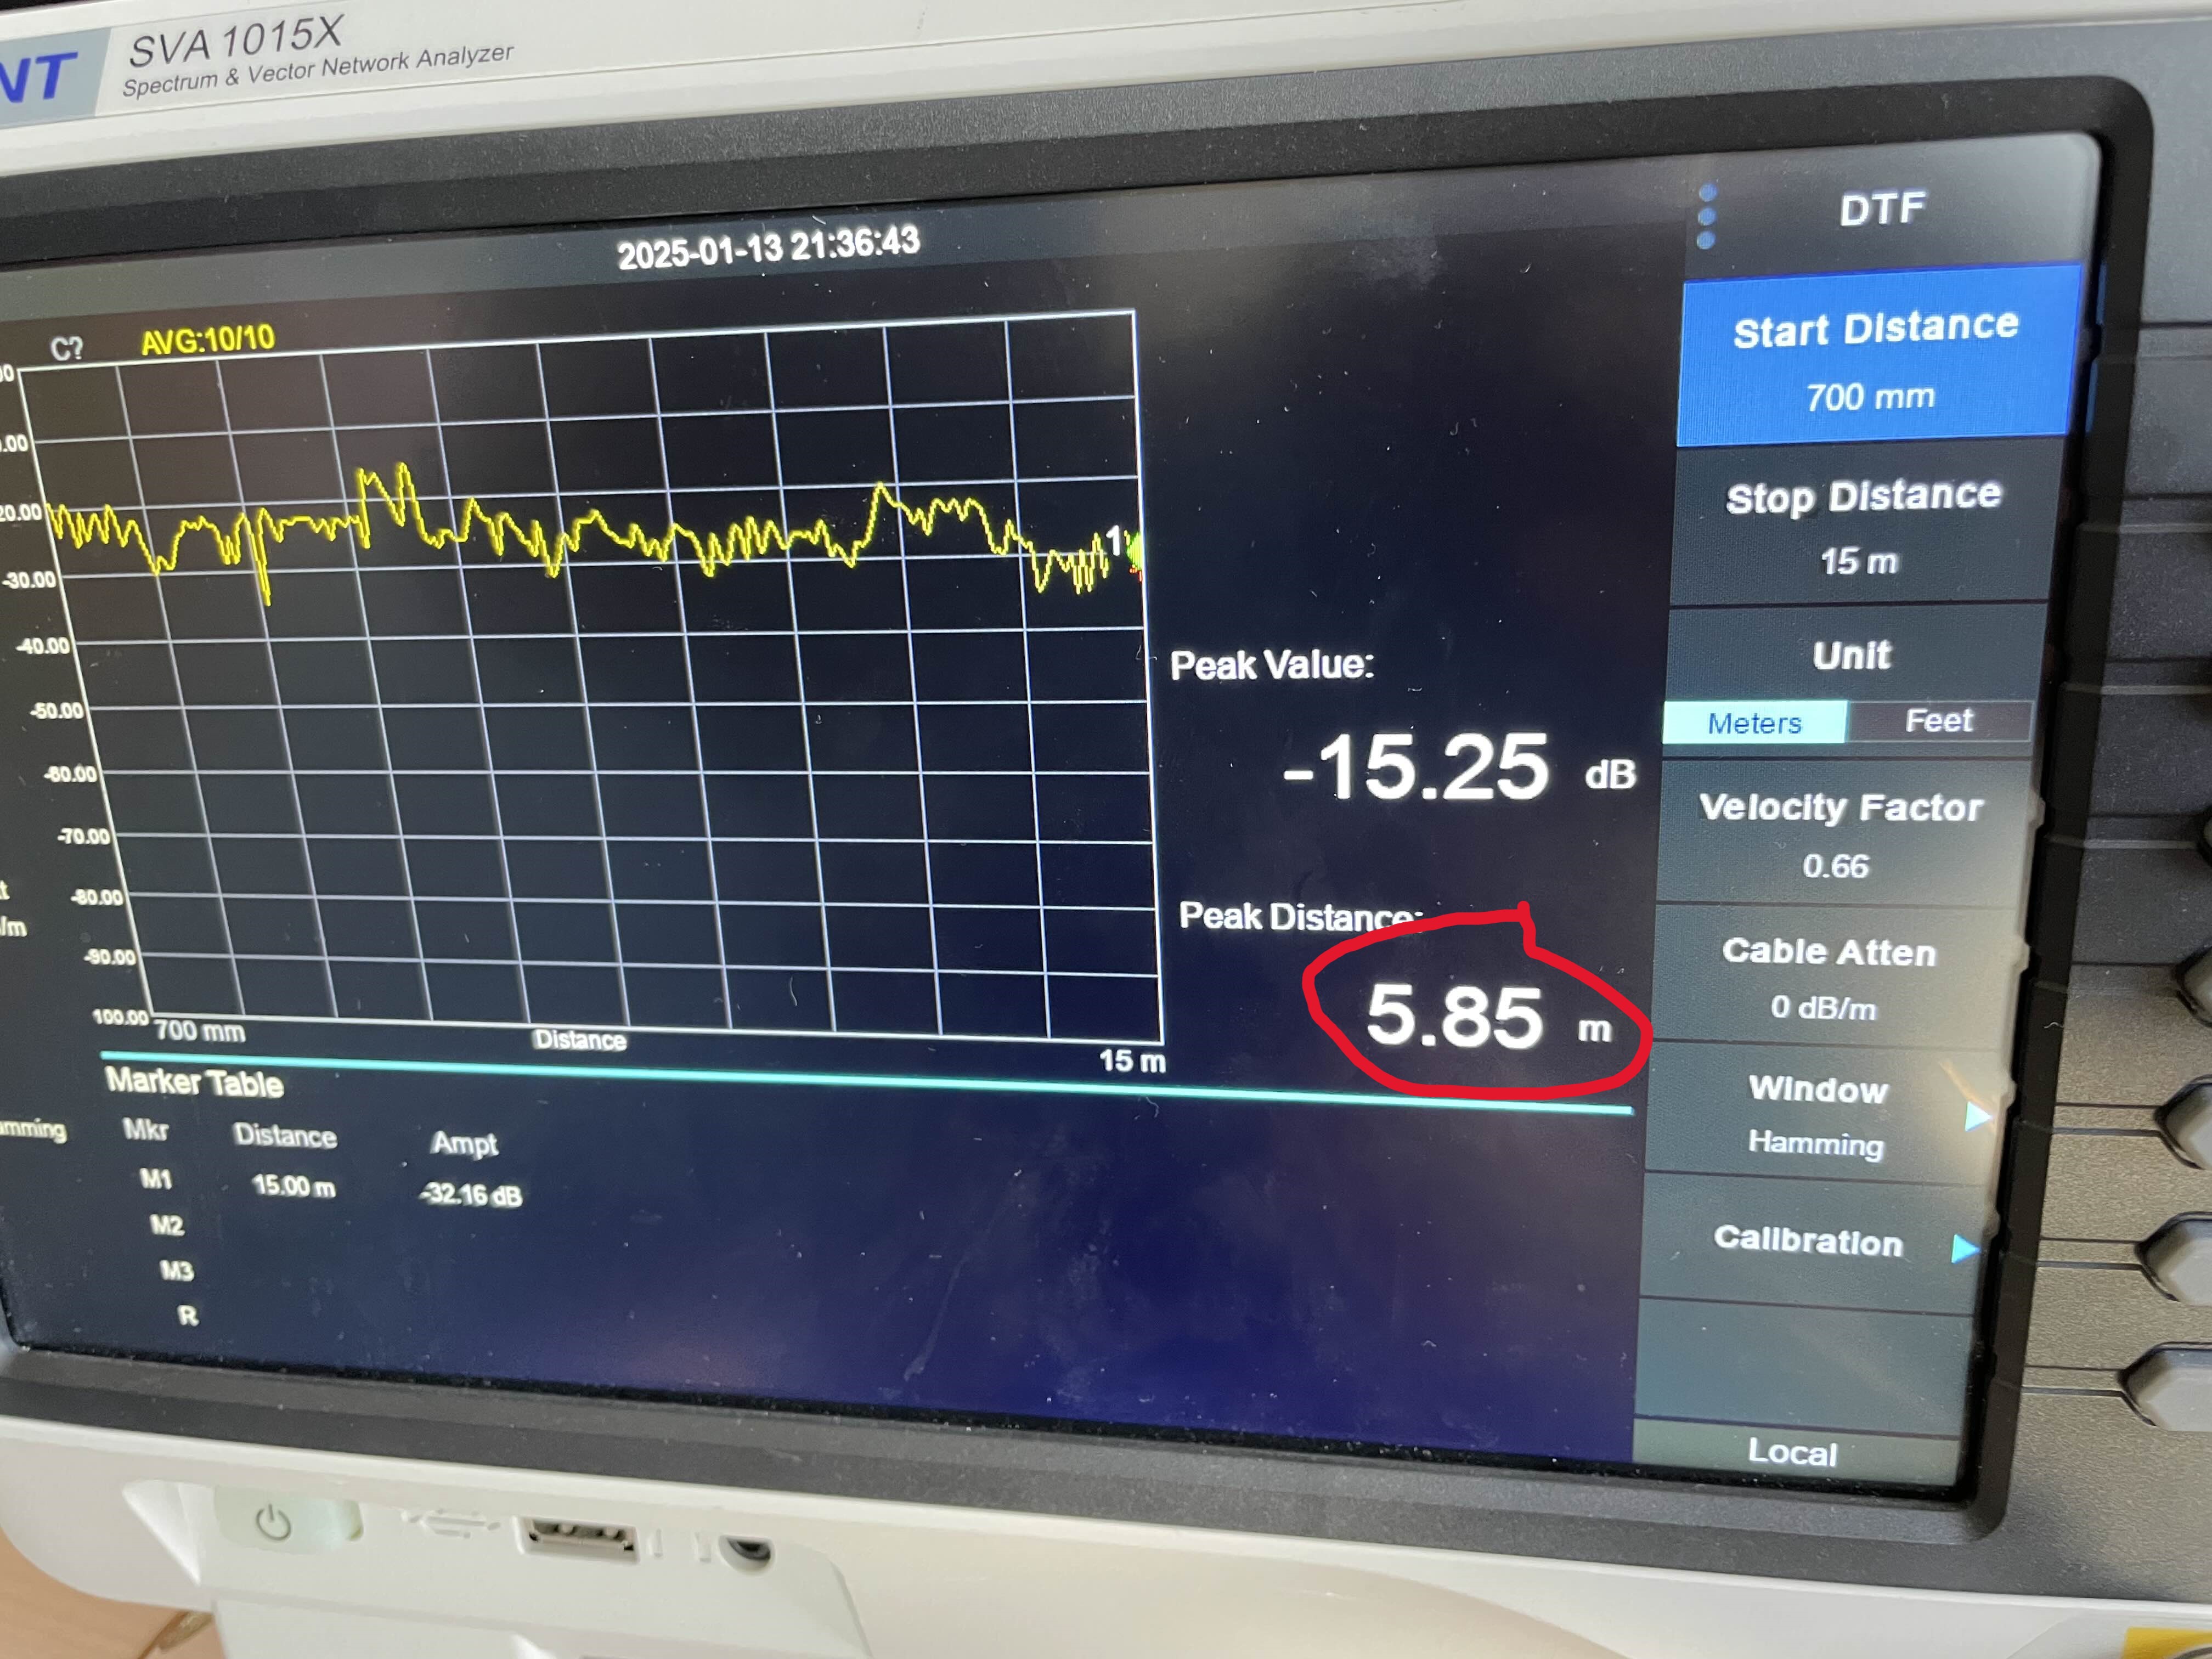 NT SVA 1015X
Spectrum & Vector Network Analyzer
2025-01-13 21:36:43
DTF
C? AVG:10/10
Start Distance
700 mm
Stop Distance
15 m
Unit
Meters Feet
Velocity Factor
0.66
Cable Atten
0 dB/m
Window
Hamming
Calibration
Local
00
.00
20.00
-30.00
-40.00
-50.00
-60.00
-70.00
-80.00
-90.00
100.00
1
700 mm
Distance
15 m
Peak Value:
-15.25 dB
Peak Distance:
5.85 m
t
/m
amming
Marker Table
Mkr Distance Ampt
M1 15.00 m -32.16 dB
M2
M3
R